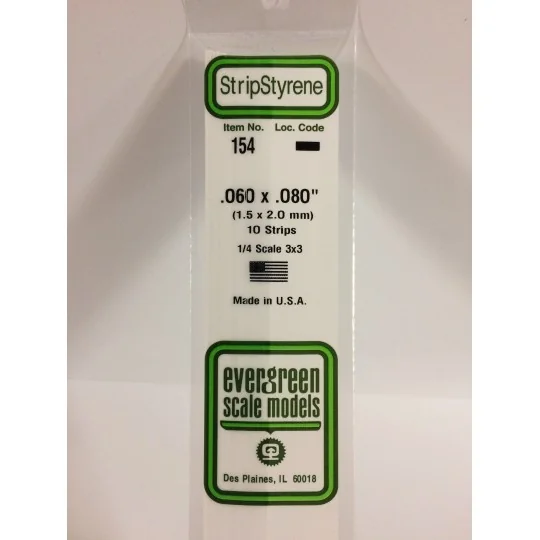 StripStyrene
Item No. Loc. Code
154
.060 x .080"
(1.5 x 2.0 mm)
10 Strips
1/4 Scale 3x3
Made in U.S.A.
evergreen
scale models
Des Plaines, IL 60018